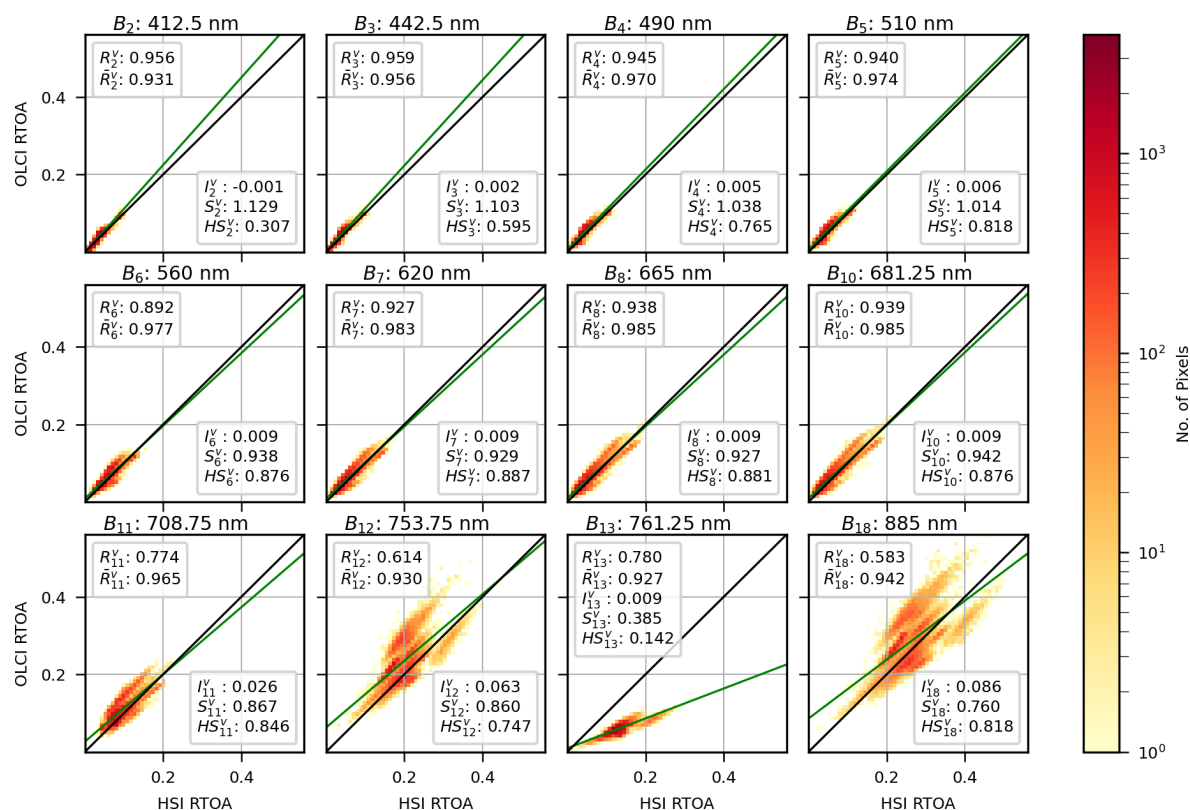 B₂: 412.5 nm
B₃: 442.5 nm
B₄: 490 nm
B₅: 510 nm
OLCI RTOA
0.4
0.2
R₂ᵛ: 0.956
R̄₂ᵛ: 0.931
I₂ᵛ : -0.001
S₂ᵛ: 1.129
HS₂ᵛ: 0.307
R₃ᵛ: 0.959
R̄₃ᵛ: 0.956
I₃ᵛ : 0.002
S₃ᵛ: 1.103
HS₃ᵛ: 0.595
R₄ᵛ: 0.945
R̄₄ᵛ: 0.970
I₄ᵛ : 0.005
S₄ᵛ: 1.038
HS₄ᵛ: 0.765
R₅ᵛ: 0.940
R̄₅ᵛ: 0.974
I₅ᵛ : 0.006
S₅ᵛ: 1.014
HS₅ᵛ: 0.818
B₆: 560 nm
B₇: 620 nm
B₈: 665 nm
B₁₀: 681.25 nm
OLCI RTOA
0.4
0.2
R₆ᵛ: 0.892
R̄₆ᵛ: 0.977
I₆ᵛ : 0.009
S₆ᵛ: 0.938
HS₆ᵛ: 0.876
R₇ᵛ: 0.927
R̄₇ᵛ: 0.983
I₇ᵛ : 0.009
S₇ᵛ: 0.929
HS₇ᵛ: 0.887
R₈ᵛ: 0.938
R̄₈ᵛ: 0.985
I₈ᵛ : 0.009
S₈ᵛ: 0.927
HS₈ᵛ: 0.881
R₁₀ᵛ: 0.939
R̄₁₀ᵛ: 0.985
I₁₀ᵛ : 0.009
S₁₀ᵛ: 0.942
HS₁₀ᵛ: 0.876
B₁₁: 708.75 nm
B₁₂: 753.75 nm
B₁₃: 761.25 nm
B₁₈: 885 nm
OLCI RTOA
0.4
0.2
R₁₁ᵛ: 0.774
R̄₁₁ᵛ: 0.965
I₁₁ᵛ : 0.026
S₁₁ᵛ: 0.867
HS₁₁ᵛ: 0.846
R₁₂ᵛ: 0.614
R̄₁₂ᵛ: 0.930
I₁₂ᵛ : 0.063
S₁₂ᵛ: 0.860
HS₁₂ᵛ: 0.747
R₁₃ᵛ: 0.780
R̄₁₃ᵛ: 0.927
I₁₃ᵛ : 0.009
S₁₃ᵛ: 0.385
HS₁₃ᵛ: 0.142
R₁₈ᵛ: 0.583
R̄₁₈ᵛ: 0.942
I₁₈ᵛ : 0.086
S₁₈ᵛ: 0.760
HS₁₈ᵛ: 0.818
0.2
0.4
0.2
0.4
0.2
0.4
0.2
0.4
HSI RTOA
HSI RTOA
HSI RTOA
HSI RTOA
10³
10²
10¹
10⁰
No. of Pixels